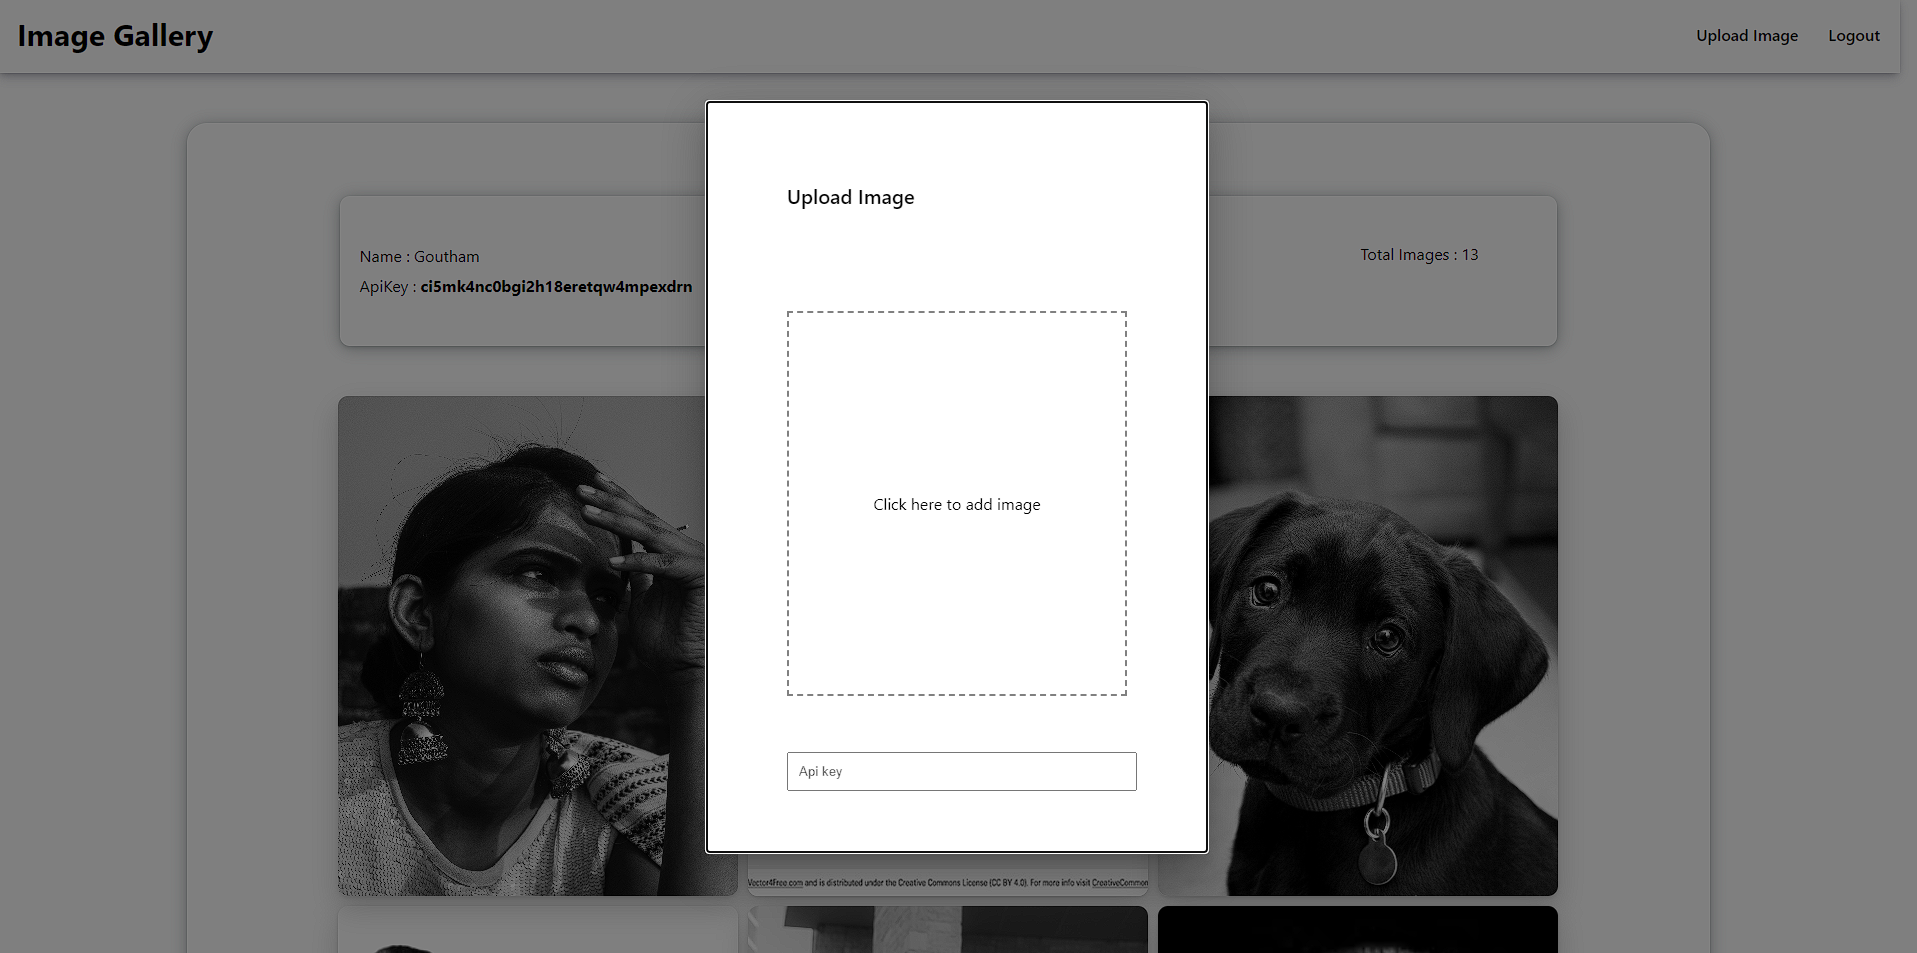 Image Gallery
Upload Image
Logout
Name : Goutham
ApiKey : ci5mk4nc0bgi2h18eretqw4mpexdrn
Total Images : 13
Upload Image
Click here to add image
Api key
Vector4Free.com and is distributed under the Creative Commons License (CC BY 4.0). For more info visit CreativeCommon